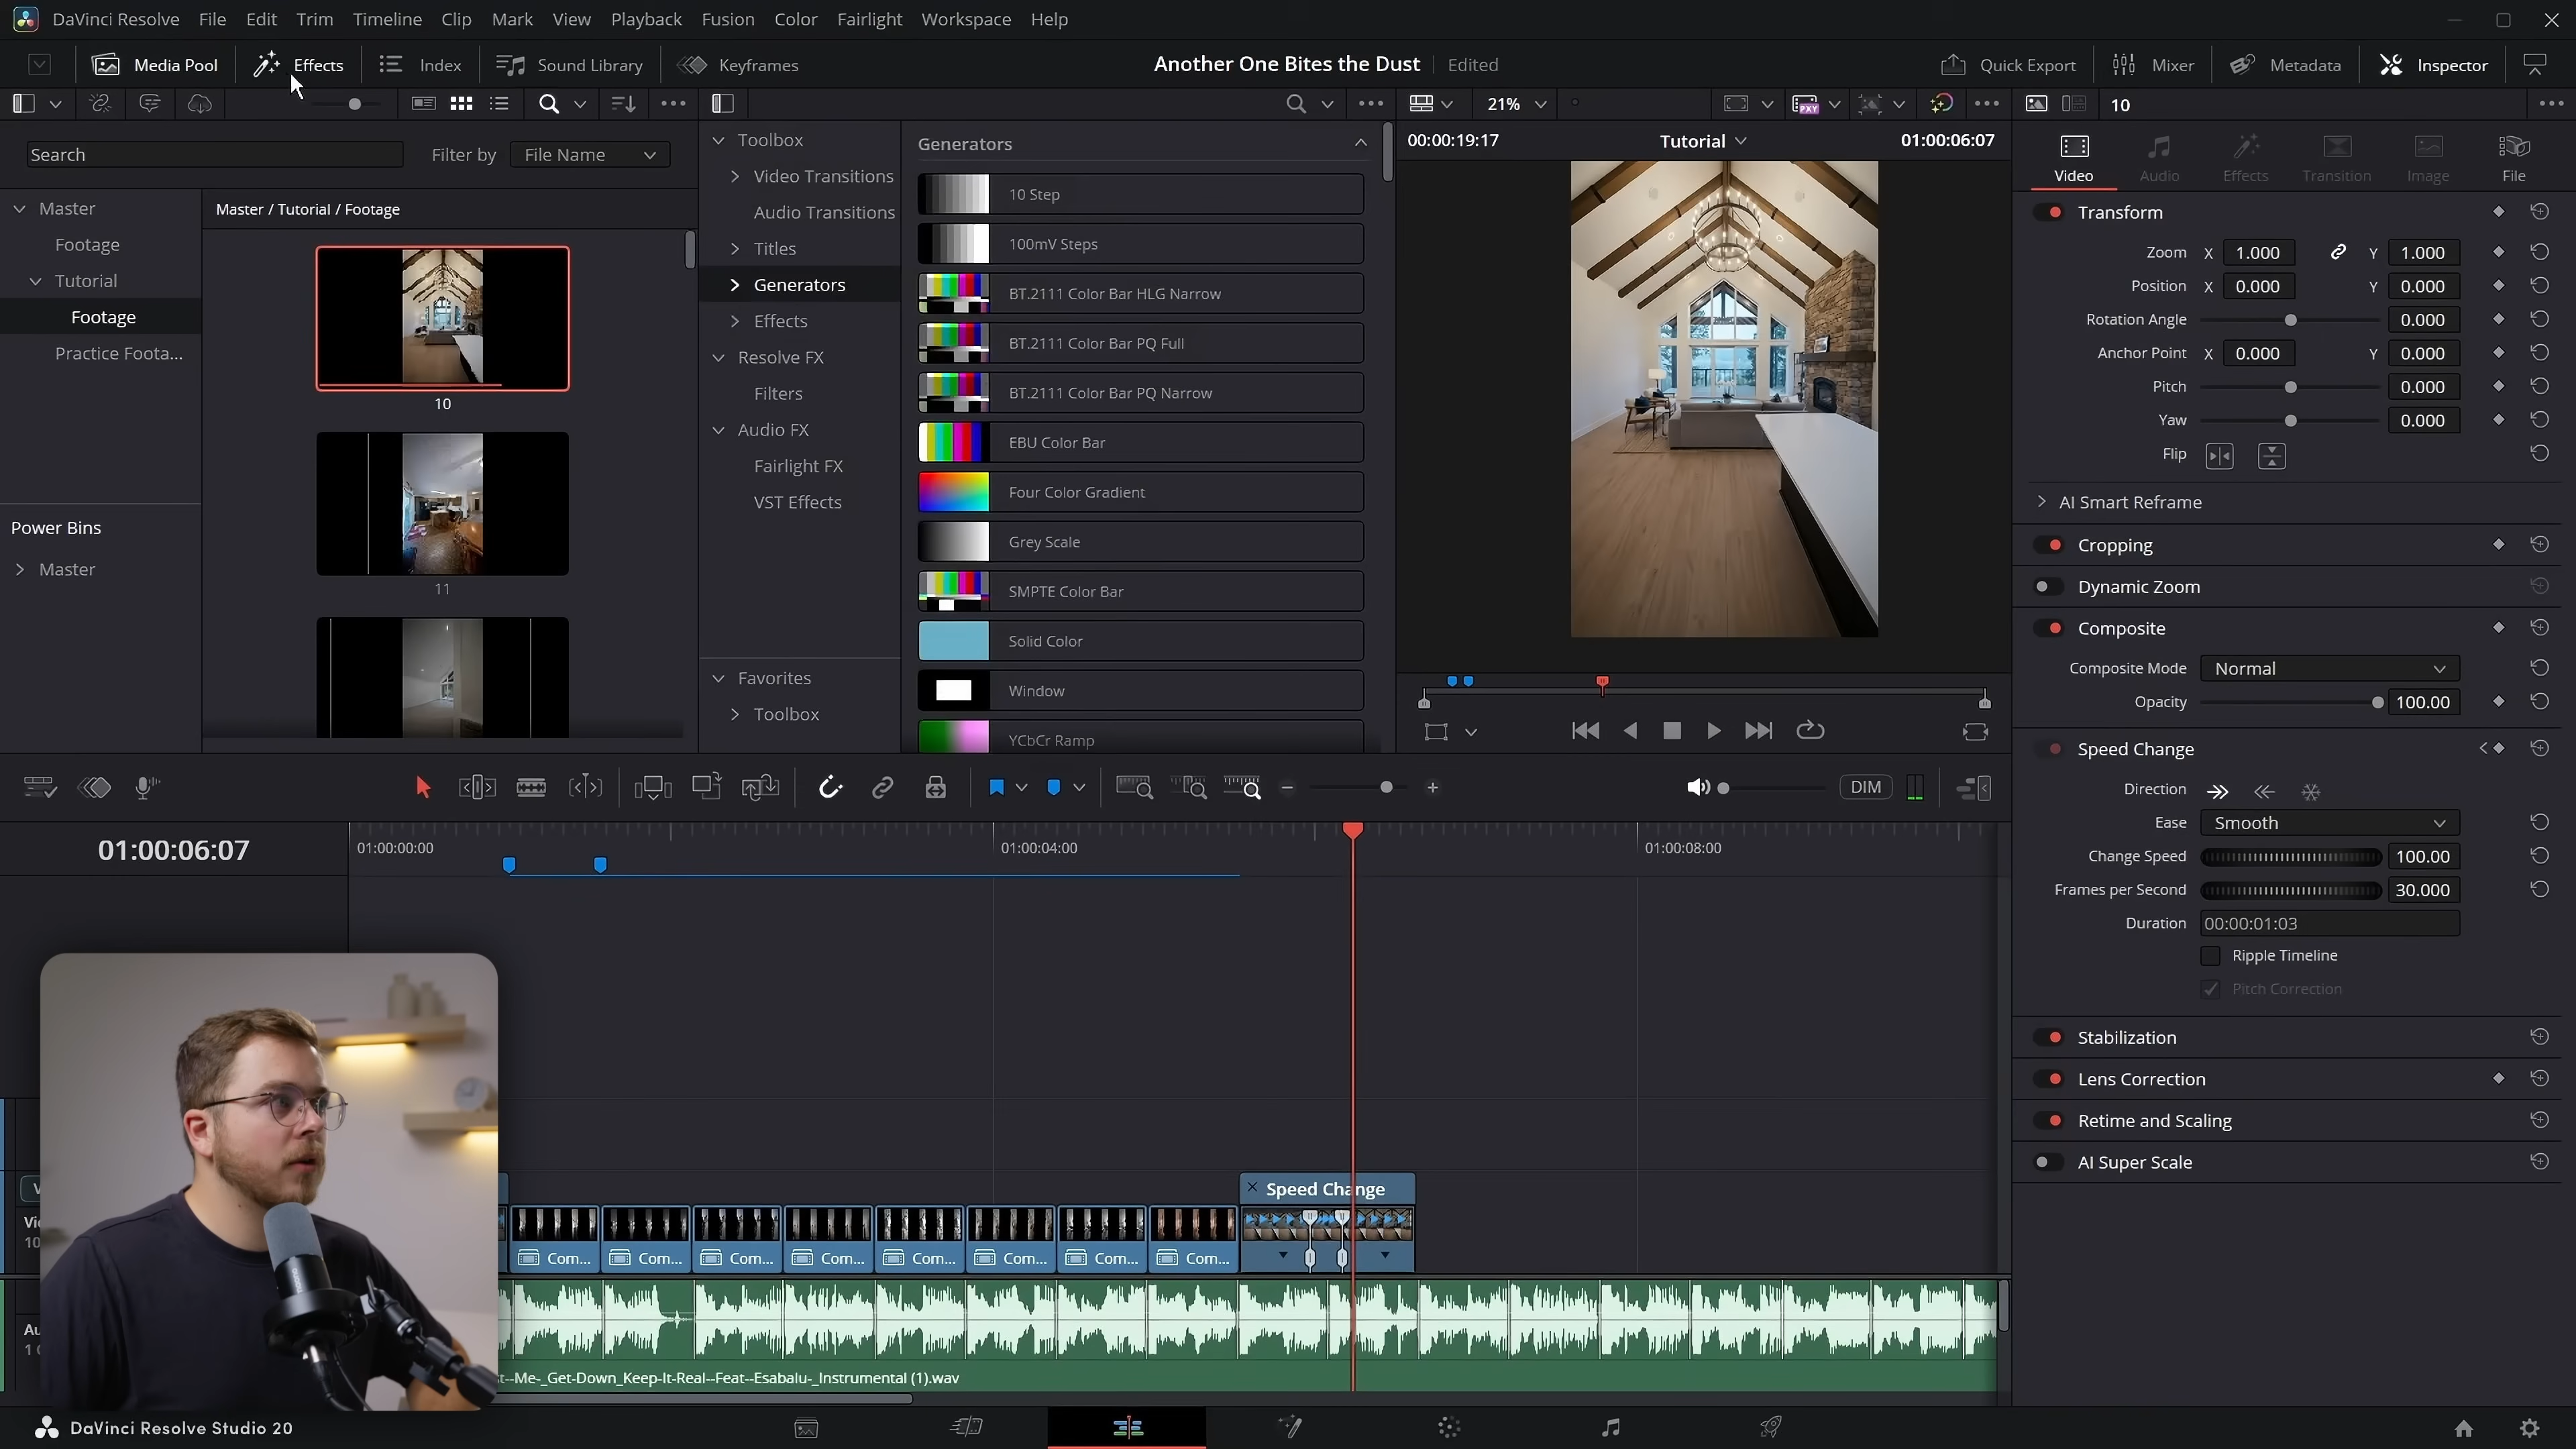 DaVinci Resolve File Edit Trim Timeline Clip Mark View Playback Fusion Color Fairlight Workspace Help
Media Pool Effects Index Sound Library Keyframes Another One Bites the Dust Edited Quick Export Mixer Metadata Inspector
21% 10
Search Filter by File Name
Master
Footage
Tutorial
Footage
Practice Foota...
Power Bins
Master
Master / Tutorial / Footage
10
11
Toolbox
Video Transitions
Audio Transitions
Titles
Generators
Effects
Resolve FX
Filters
Audio FX
Fairlight FX
VST Effects
Favorites
Toolbox
Generators
10 Step
100mV Steps
BT.2111 Color Bar HLG Narrow
BT.2111 Color Bar PQ Full
BT.2111 Color Bar PQ Narrow
EBU Color Bar
Four Color Gradient
Grey Scale
SMPTE Color Bar
Solid Color
Window
YCbCr Ramp
00:00:19:17 Tutorial 01:00:06:07
PXY
Video Audio Effects Transition Image File
Transform
Zoom X 1.000 Y 1.000
Position X 0.000 Y 0.000
Rotation Angle 0.000
Anchor Point X 0.000 Y 0.000
Pitch 0.000
Yaw 0.000
Flip
AI Smart Reframe
Cropping
Dynamic Zoom
Composite
Composite Mode Normal
Opacity 100.00
Speed Change
Direction
Ease Smooth
Change Speed 100.00
Frames per Second 30.000
Duration 00:00:01:03
Ripple Timeline
Pitch Correction
Stabilization
Lens Correction
Retime and Scaling
AI Super Scale
DIM
01:00:06:07
01:00:00:00 01:00:04:00 01:00:08:00
Speed Change
Com... Com... Com... Com... Com... Com... Com... Com...
t--Me-_Get-Down_Keep-It-Real--Feat--Esabalu-_Instrumental (1).wav
DaVinci Resolve Studio 20